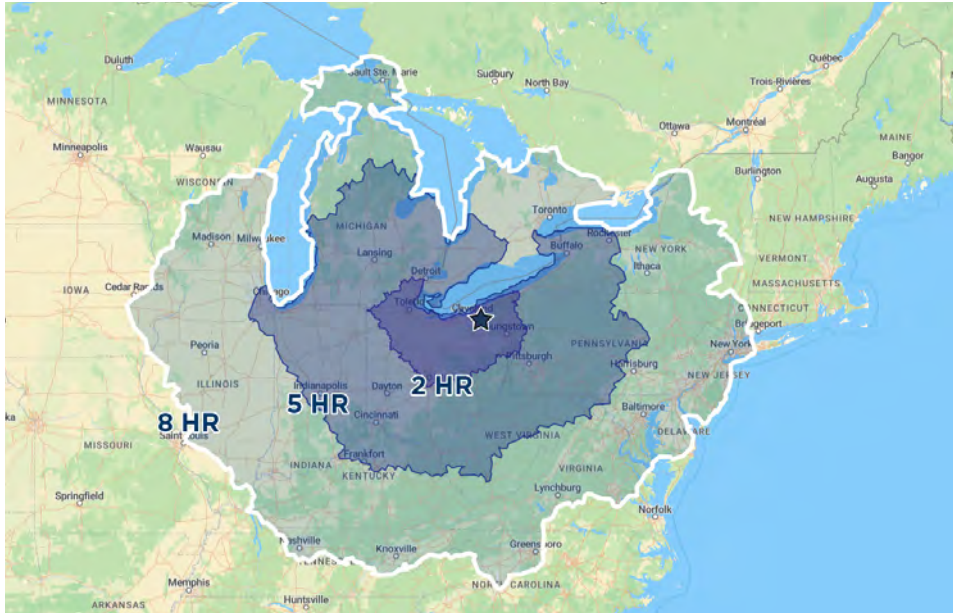 Duluth
Sault Ste. Marie
Sudbury
North Bay
Québec
Trois-Rivières
MINNESOTA
Ottawa
Montréal
MAINE
Minneapolis
Wausau
Bangor
Burlington
Augusta
WISCONSIN
Toronto
Madison
Milwaukee
MICHIGAN
Rochester
NEW HAMPSHIRE
Lansing
Buffalo
NEW YORK
VERMONT
Ithaca
Detroit
IOWA
Cedar Rapids
Chicago
MASSACHUSETTS
Toledo
Cleveland
CONNECTICUT
Youngstown
Bridgeport
Peoria
PENNSYLVANIA
New York
Pittsburgh
Harrisburg
ILLINOIS
Indianapolis
Dayton
2 HR
NEW JERSEY
5 HR
Cincinnati
Baltimore
8 HR
Saint Louis
WEST VIRGINIA
DELAWARE
MISSOURI
Frankfort
INDIANA
KENTUCKY
VIRGINIA
Springfield
Lynchburg
Norfolk
Nashville
Knoxville
Greensboro
TENNESSEE
Memphis
NORTH CAROLINA
Huntsville
ARKANSAS